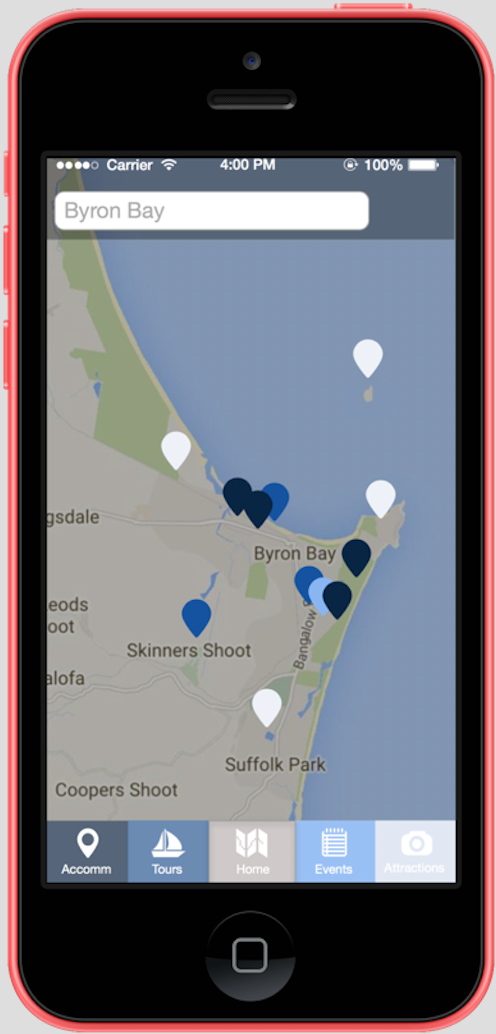 Carrier 4:00 PM 100%
Byron Bay
gsdale
Byron Bay
eods
oot
Bangalow
Skinners Shoot
alofa
Suffolk Park
Coopers Shoot
Accomm Tours Home Events Attractions